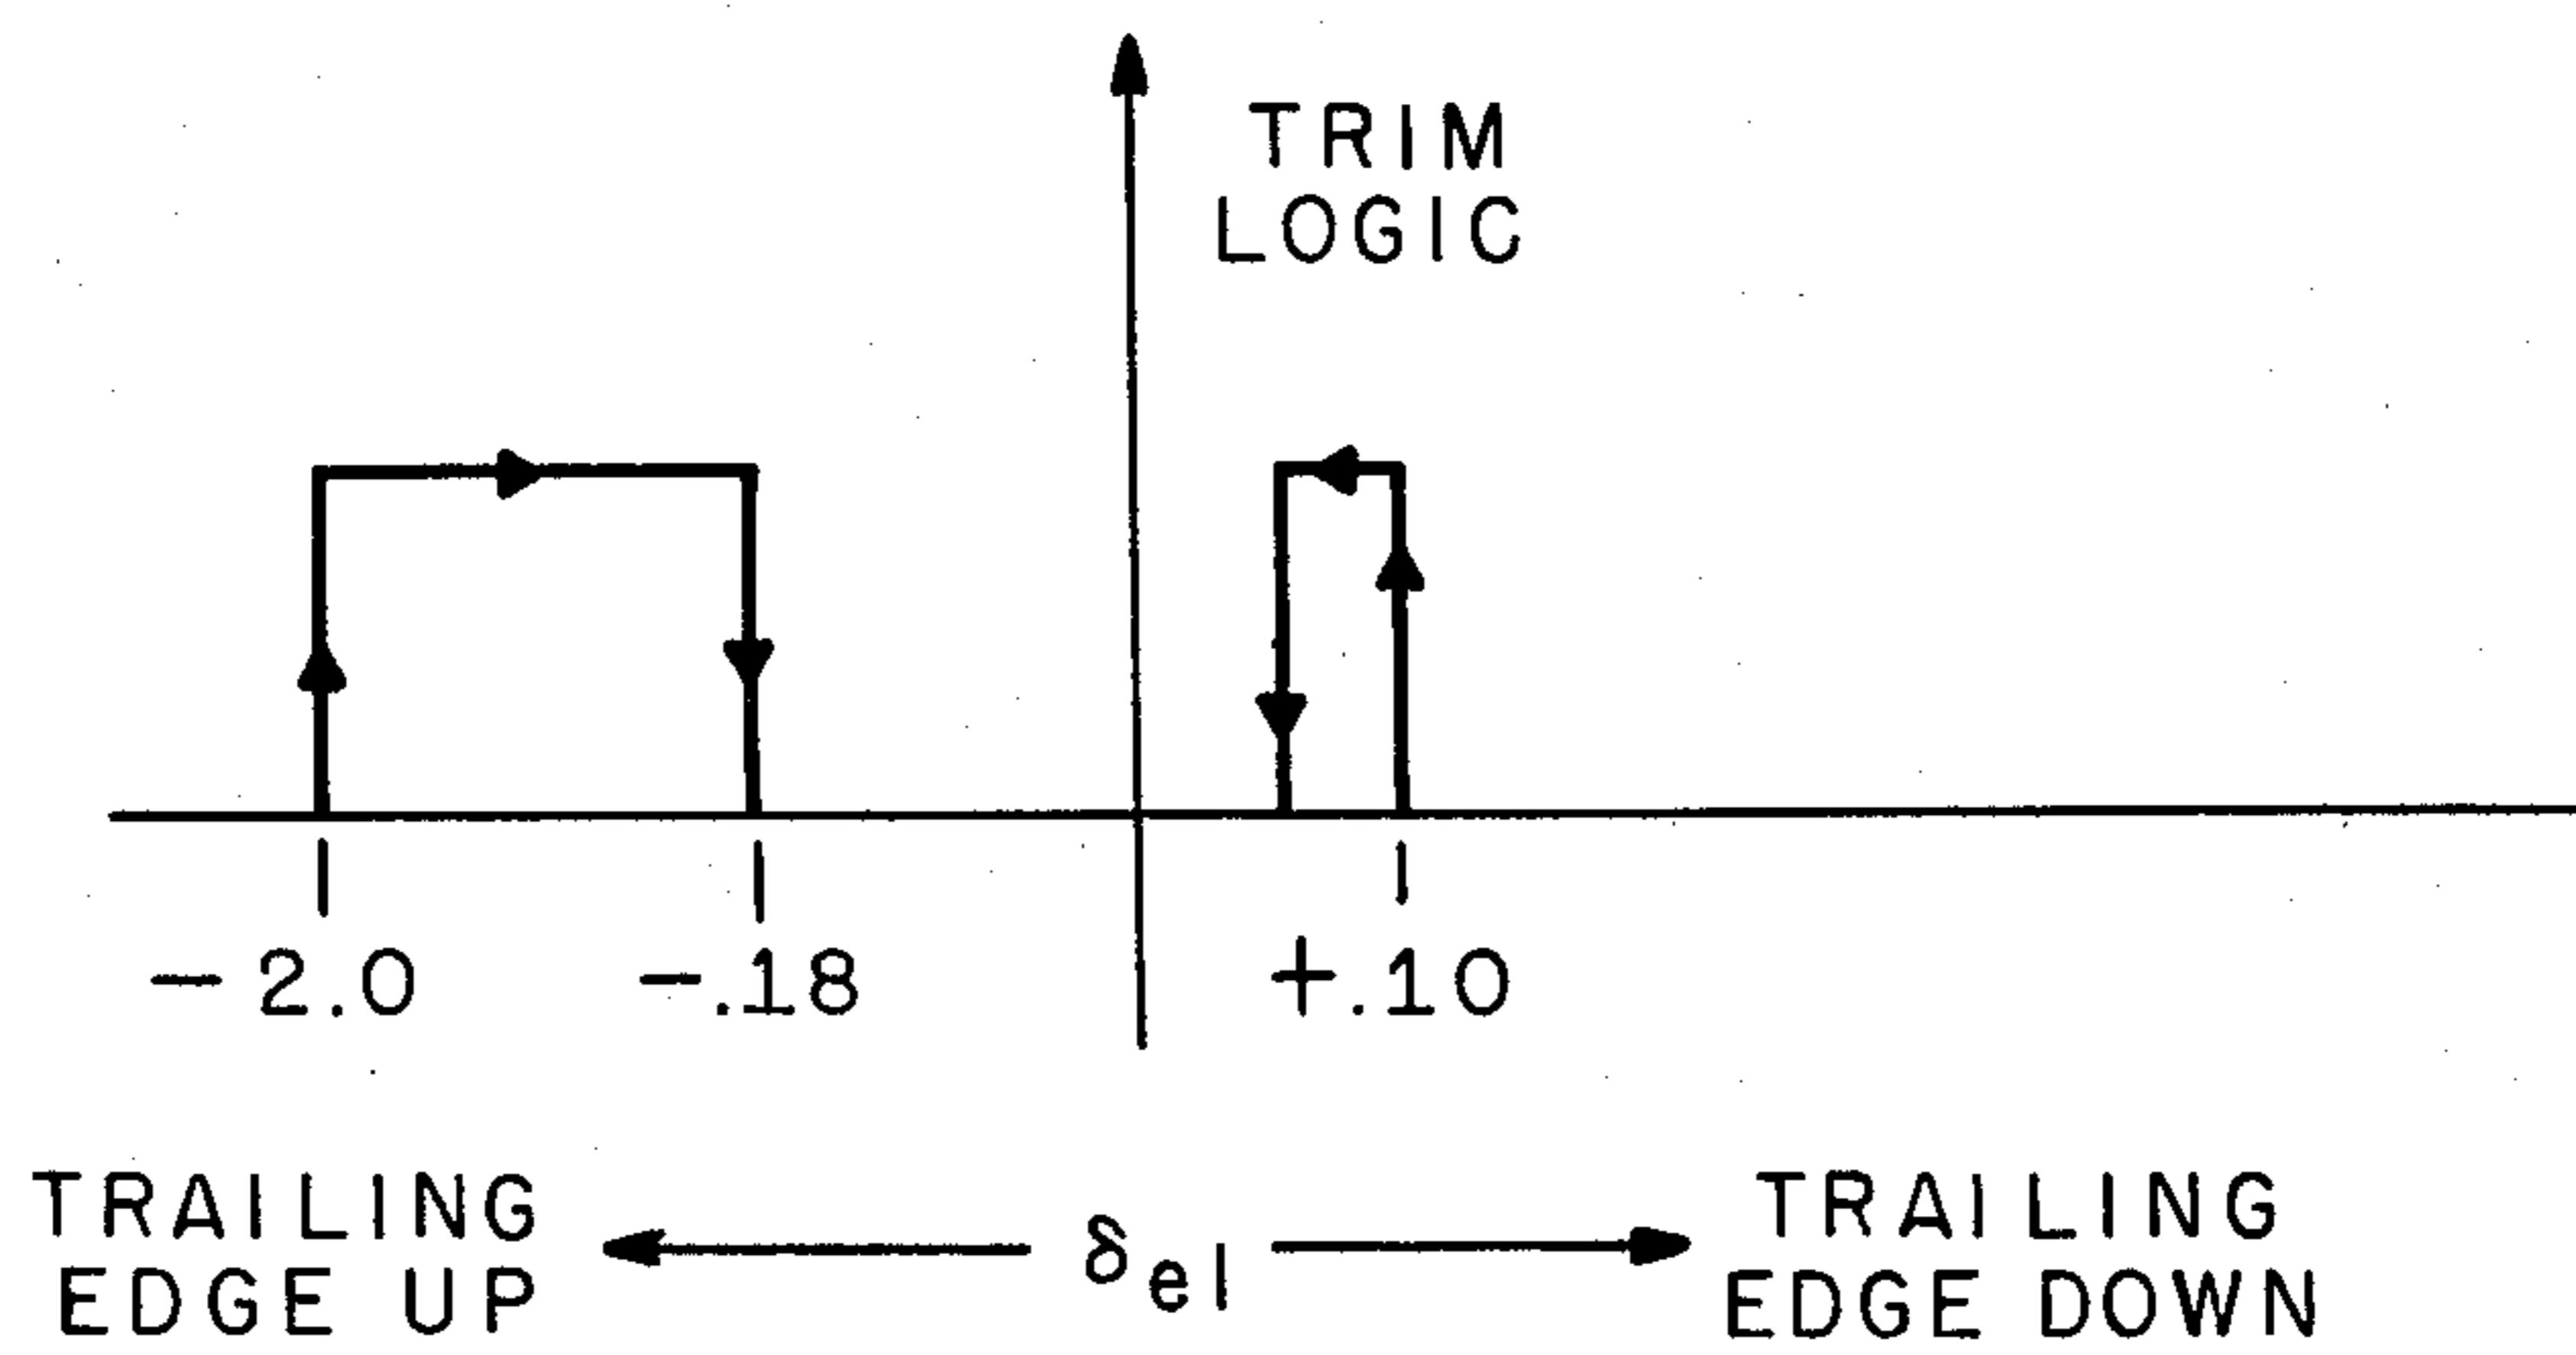 TRIM
LOGIC
-2.0 -.18 +.10
TRAILING
EDGE UP
δel
TRAILING
EDGE DOWN